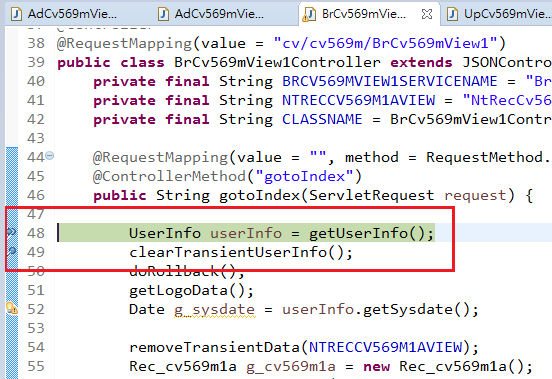 AdCv569mVie...
AdCv569mVie...
BrCv569mVie...
UpCv569mVie...
38 @RequestMapping(value = "cv/cv569m/BrCv569mView1")
39 public class BrCv569mView1Controller extends JSONContro
40 private final String BRCV569MVIEW1SERVICENAME = "Br
41 private final String NTRECCV569M1AVIEW = "NtRecCv56
42 private final String CLASSNAME = BrCv569mView1Contr
43
44 @RequestMapping(value = "", method = RequestMethod.
45 @ControllerMethod("gotoIndex")
46 public String gotoIndex(ServletRequest request) {
47
48 UserInfo userInfo = getUserInfo();
49 clearTransientUserInfo();
50 doRollback();
51 getLogoData();
52 Date g_sysdate = userInfo.getSysdate();
53
54 removeTransientData(NTRECCV569M1AVIEW);
55 Rec_cv569m1a g_cv569m1a = new Rec_cv569m1a();